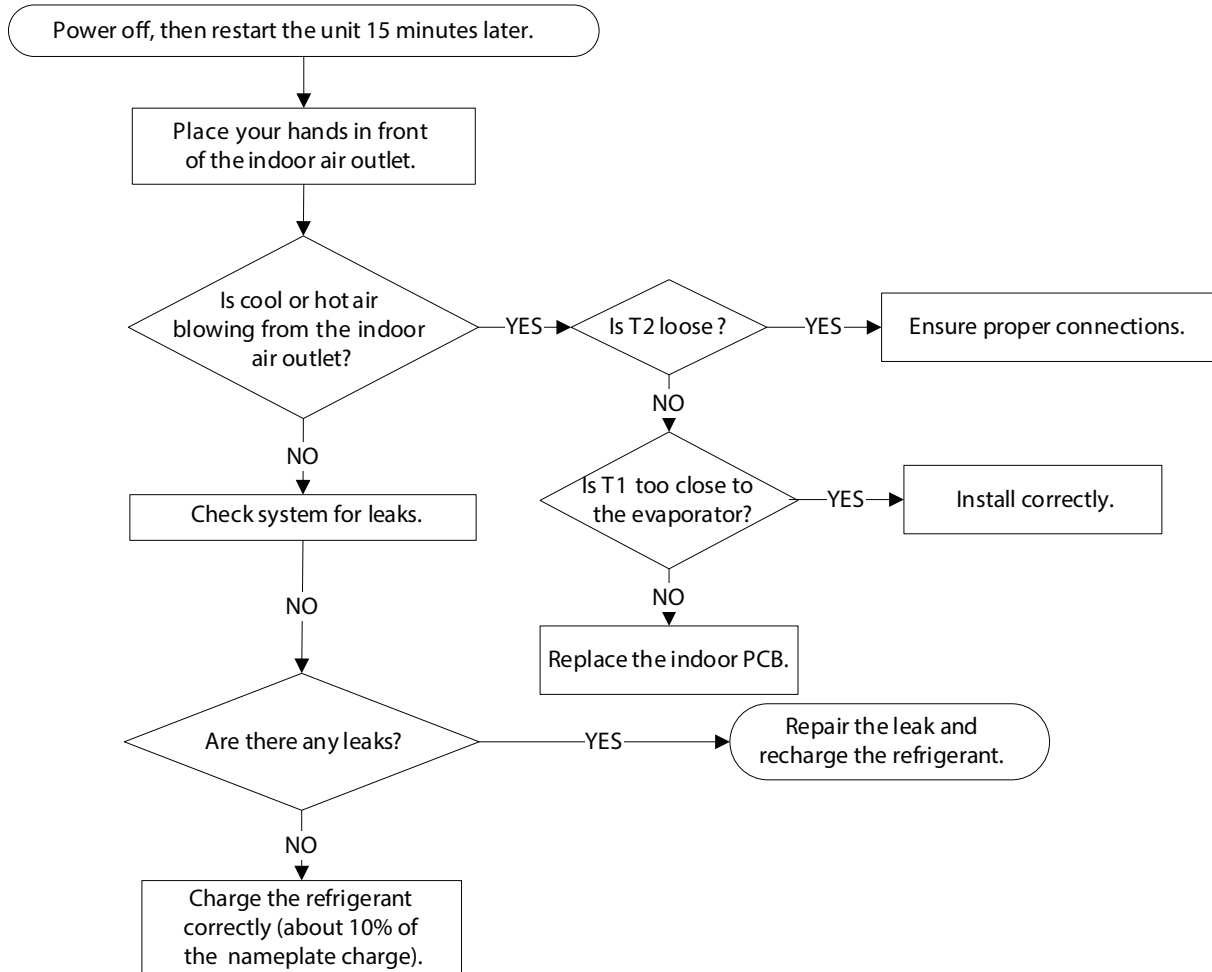 Power off, then restart the unit 15 minutes later.
Place your hands in front
of the indoor air outlet.
Is cool or hot air
blowing from the indoor
air outlet?
YES
Is T2 loose ?
YES
Ensure proper connections.
NO
NO
Is T1 too close to
the evaporator?
YES
Install correctly.
Check system for leaks.
NO
NO
Replace the indoor PCB.
Are there any leaks?
YES
Repair the leak and
recharge the refrigerant.
NO
Charge the refrigerant
correctly (about 10% of
the nameplate charge).